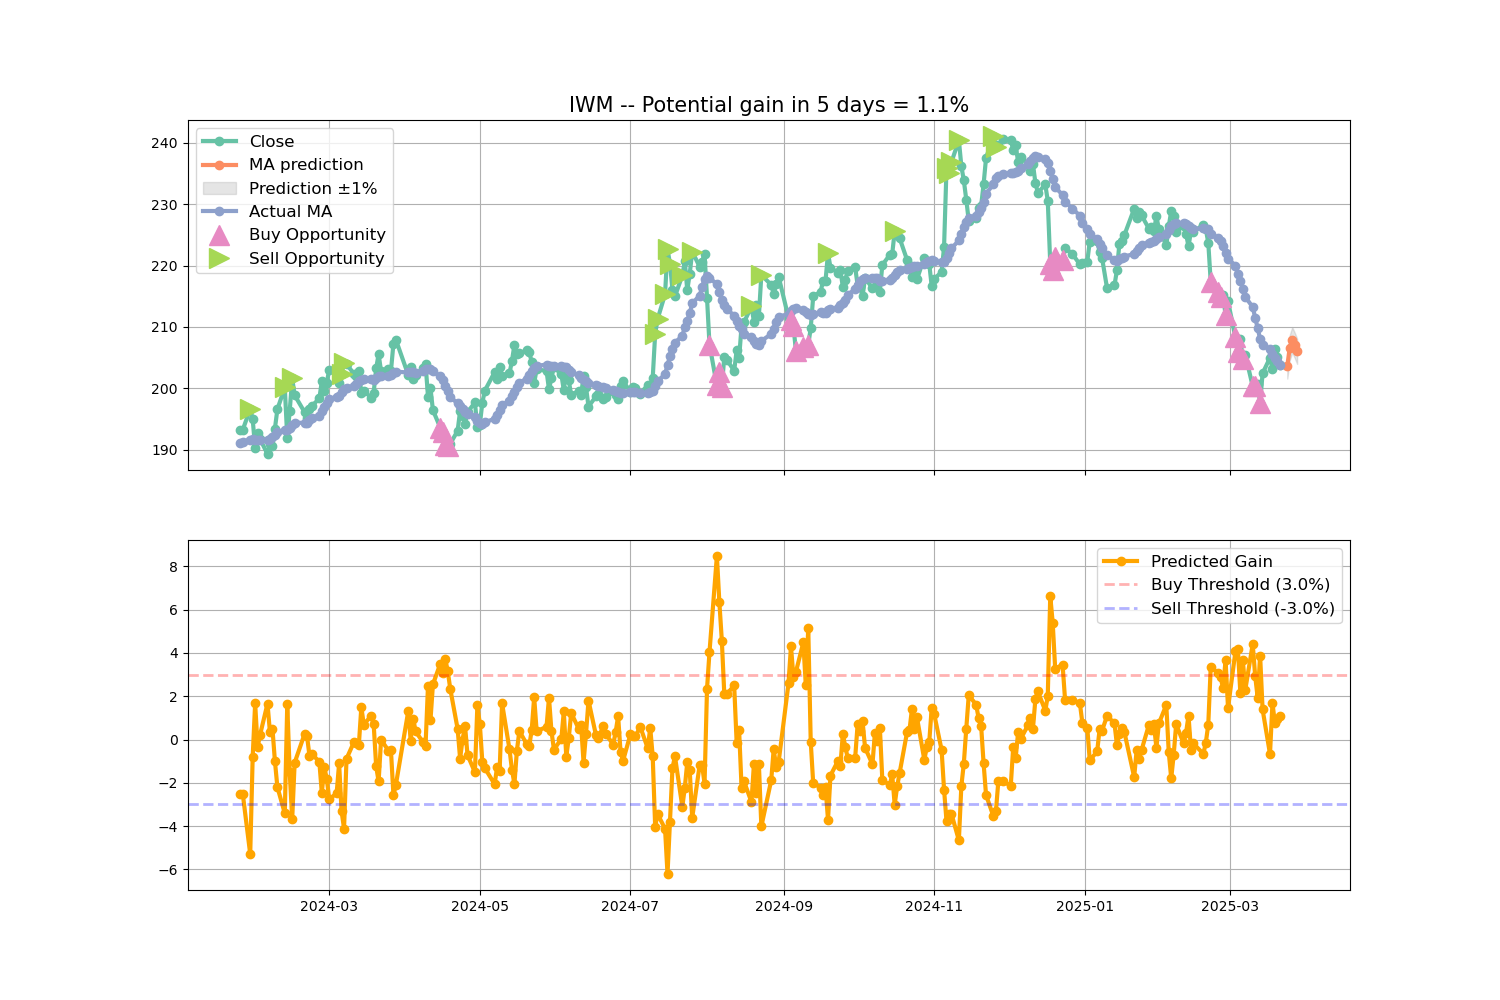 IWM -- Potential gain in 5 days = 1.1%
240
230
220
210
200
190
Close
MA prediction
Prediction ±1%
Actual MA
Buy Opportunity
Sell Opportunity
8
6
4
2
0
−2
−4
−6
Predicted Gain
Buy Threshold (3.0%)
Sell Threshold (-3.0%)
2024-03
2024-05
2024-07
2024-09
2024-11
2025-01
2025-03